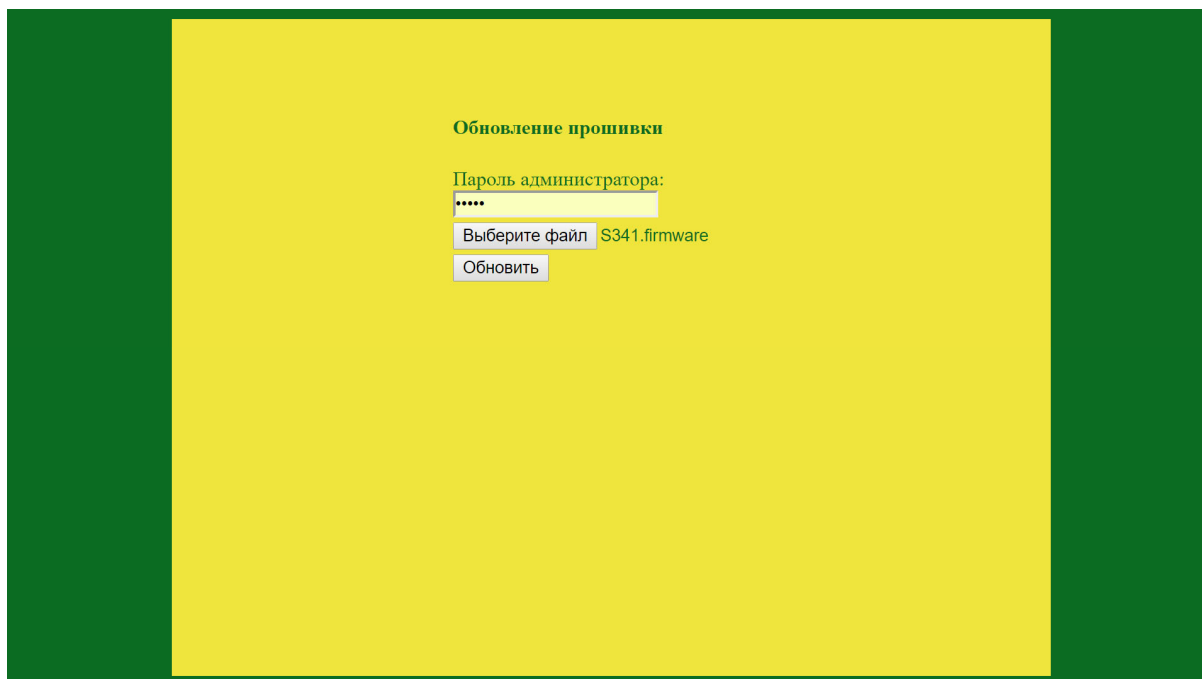 Обновление прошивки
Пароль администратора:
•••••
Выберите файл S341.firmware
Обновить